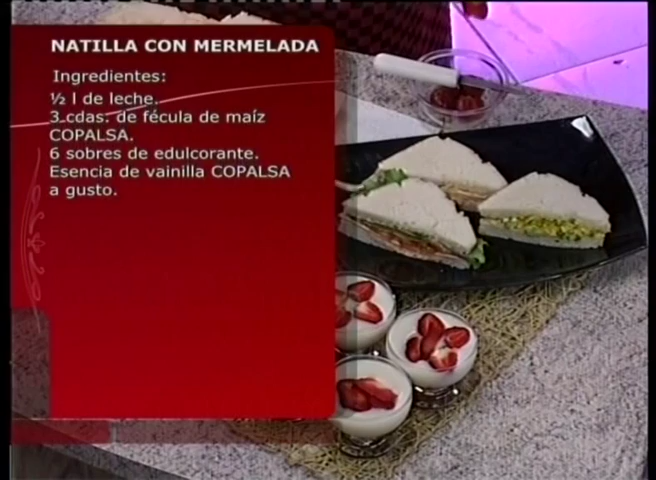 NATILLA CON MERMELADA
Ingredientes:
½ l de leche.
3 cdas. de fécula de maíz
COPALSA.
6 sobres de edulcorante.
Esencia de vainilla COPALSA
a gusto.